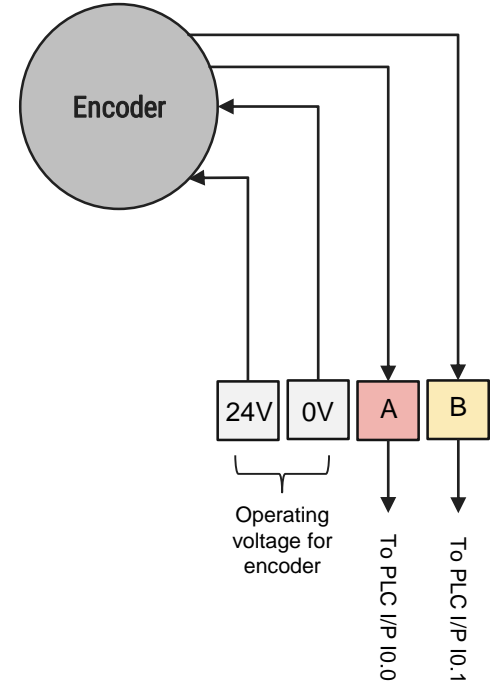 Encoder
24V
0V
A
B
Operating
voltage for
encoder
To PLC I/P I0.0
To PLC I/P I0.1